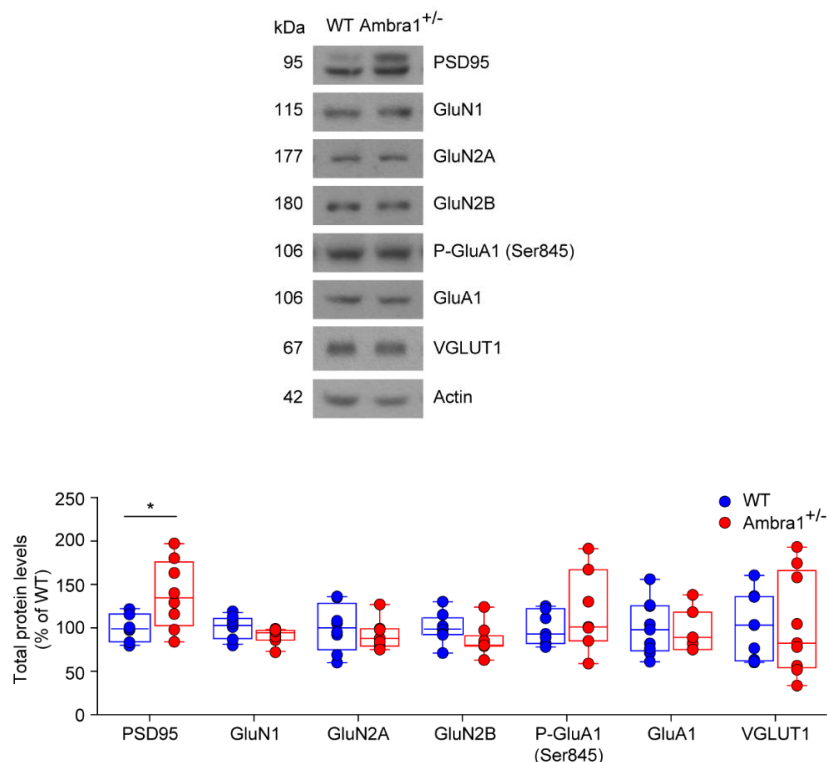 kDa WT Ambra1+/-
95 PSD95
115 GluN1
177 GluN2A
180 GluN2B
106 P-GluA1 (Ser845)
106 GluA1
67 VGLUT1
42 Actin
250
200
150
100
50
0
Total protein levels
(% of WT)
*
WT
Ambra1+/-
PSD95 GluN1 GluN2A GluN2B P-GluA1 GluA1 VGLUT1
(Ser845)